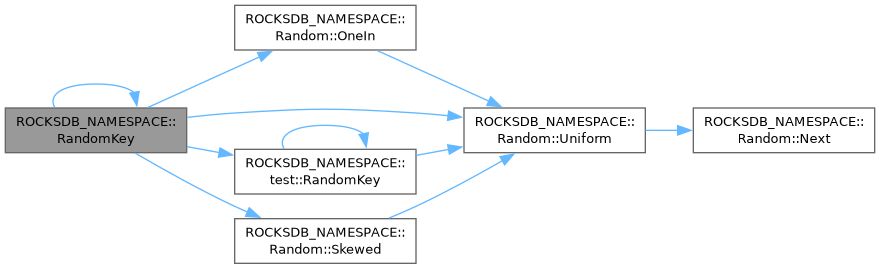 ROCKSDB_NAMESPACE::
RandomKey
ROCKSDB_NAMESPACE::
Random::OneIn
ROCKSDB_NAMESPACE::
test::RandomKey
ROCKSDB_NAMESPACE::
Random::Skewed
ROCKSDB_NAMESPACE::
Random::Uniform
ROCKSDB_NAMESPACE::
Random::Next